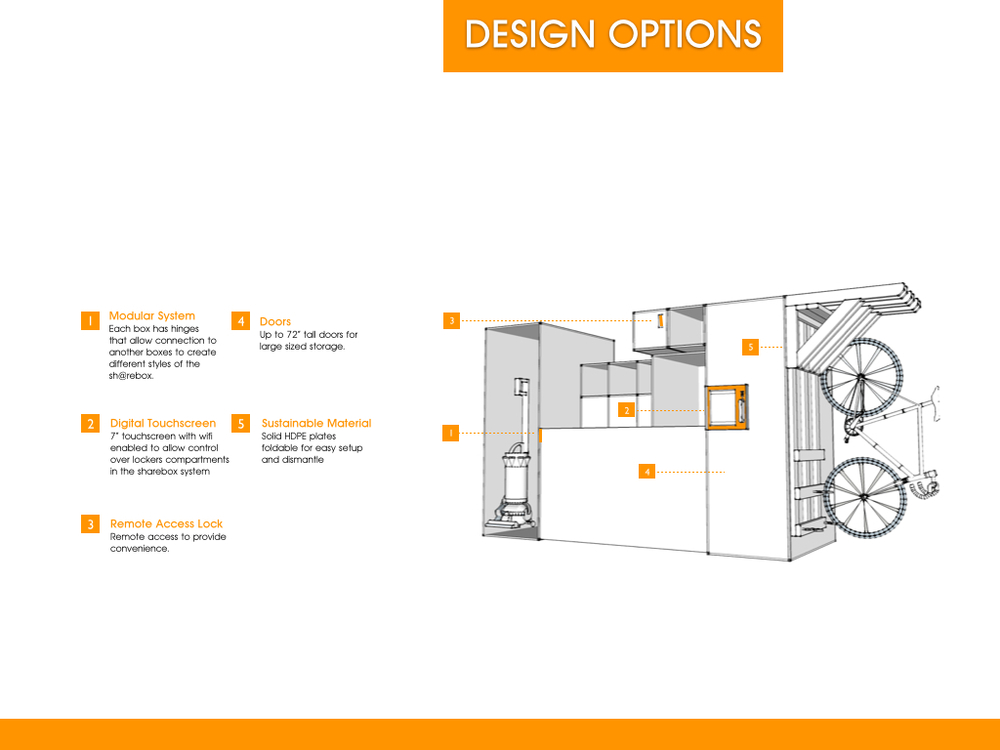 DESIGN OPTIONS
1 Modular System
Each box has hinges
that allow connection to
another boxes to create
different styles of the
sh@rebox.
4 Doors
Up to 72" tall doors for
large sized storage.
2 Digital Touchscreen
7" touchscreen with wifi
enabled to allow control
over lockers compartments
in the sharebox system
5 Sustainable Material
Solid HDPE plates
foldable for easy setup
and dismantle
3 Remote Access Lock
Remote access to provide
convenience.
3
5
2
1
4